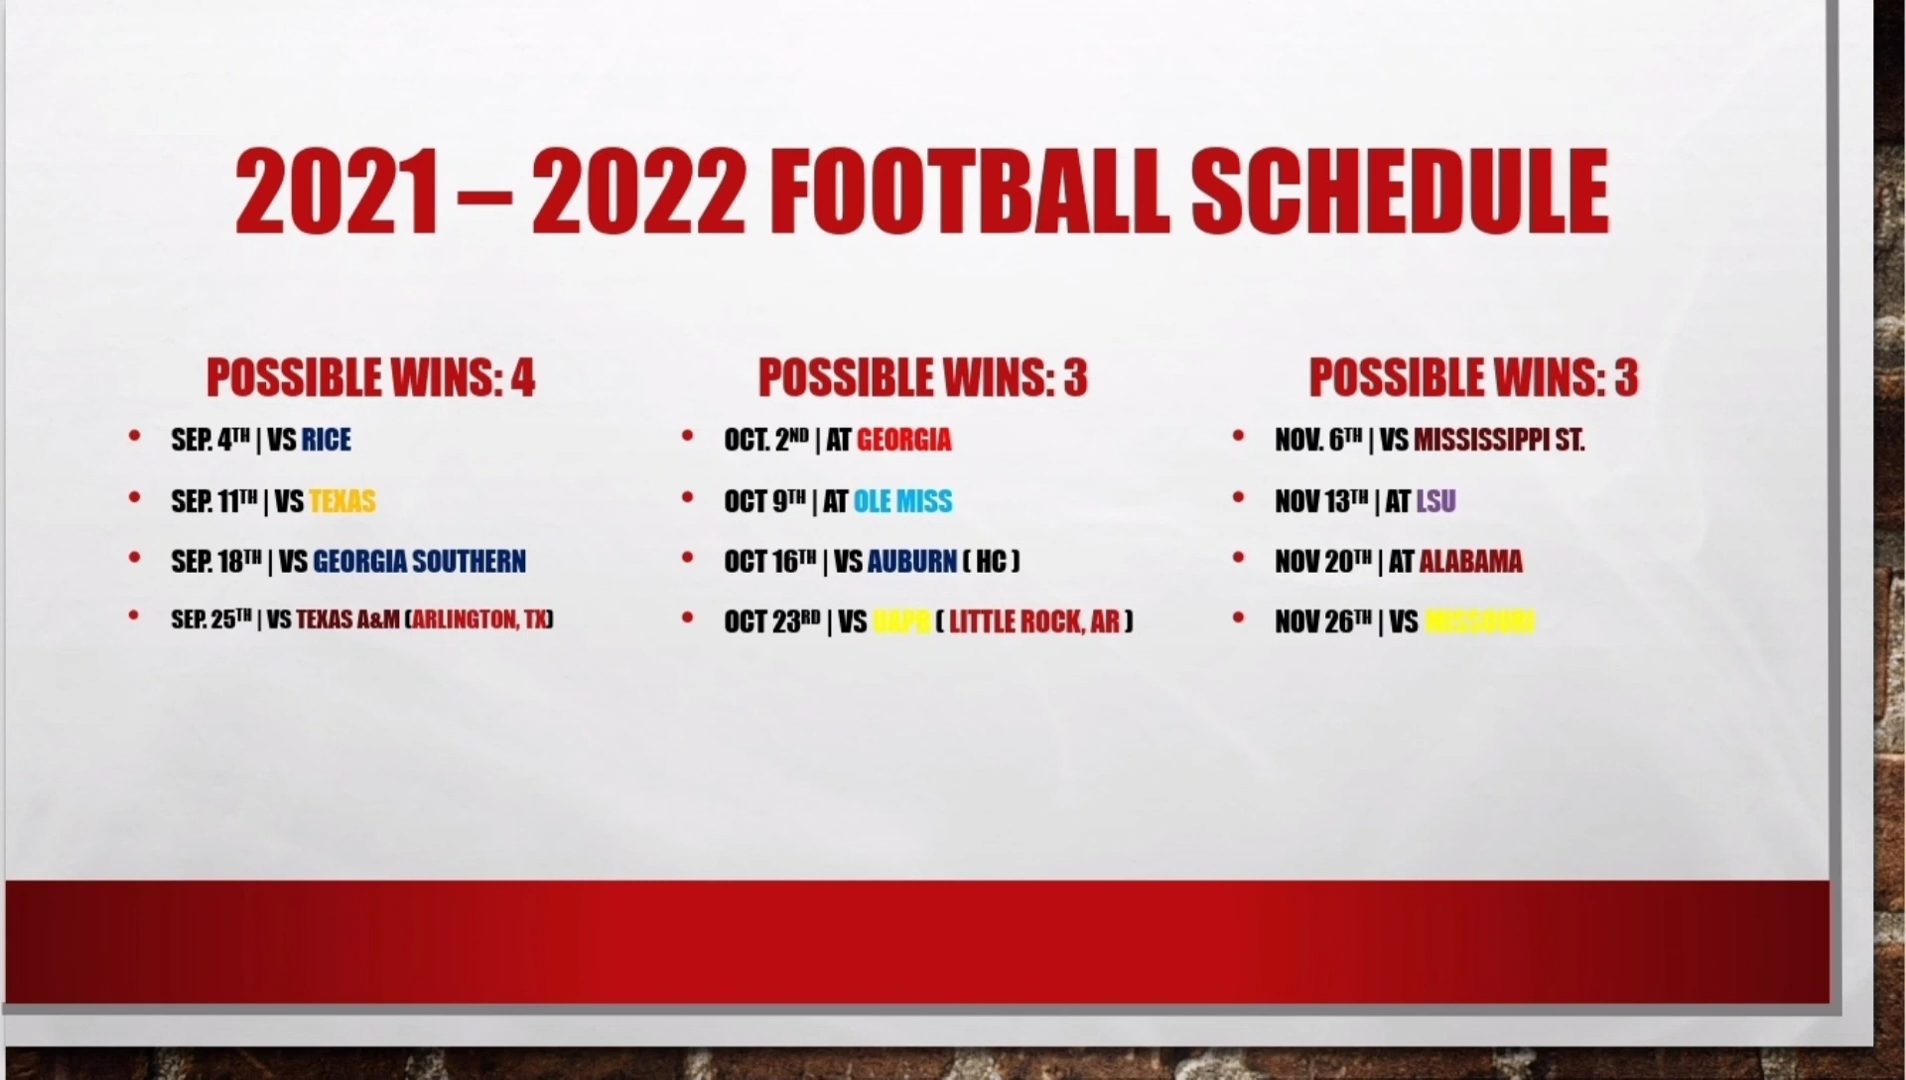 2021 – 2022 FOOTBALL SCHEDULE
POSSIBLE WINS: 4
• SEP. 4TH | VS RICE
• SEP. 11TH | VS TEXAS
• SEP. 18TH | VS GEORGIA SOUTHERN
• SEP. 25TH | VS TEXAS A&M (ARLINGTON, TX)
POSSIBLE WINS: 3
• OCT. 2ND | AT GEORGIA
• OCT 9TH | AT OLE MISS
• OCT 16TH | VS AUBURN ( HC )
• OCT 23RD | VS UAPB ( LITTLE ROCK, AR )
POSSIBLE WINS: 3
• NOV. 6TH | VS MISSISSIPPI ST.
• NOV 13TH | AT LSU
• NOV 20TH | AT ALABAMA
• NOV 26TH | VS MISSOURI